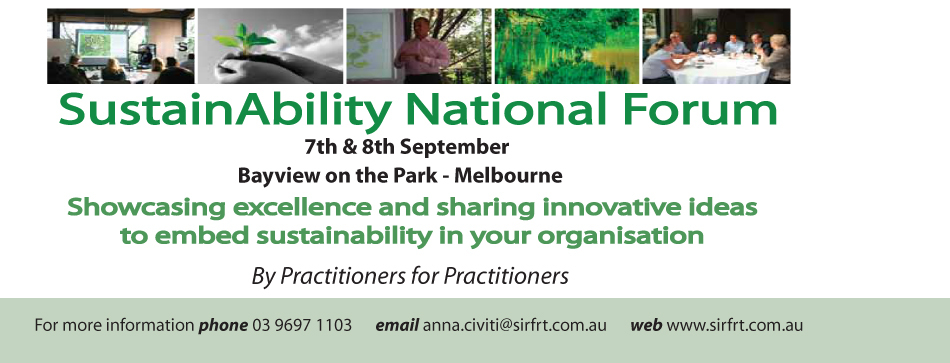 SustainAbility National Forum
7th & 8th September
Bayview on the Park - Melbourne
Showcasing excellence and sharing innovative ideas
to embed sustainability in your organisation
By Practitioners for Practitioners
For more information phone 03 9697 1103 email anna.civiti@sirfrt.com.au web www.sirfrt.com.au